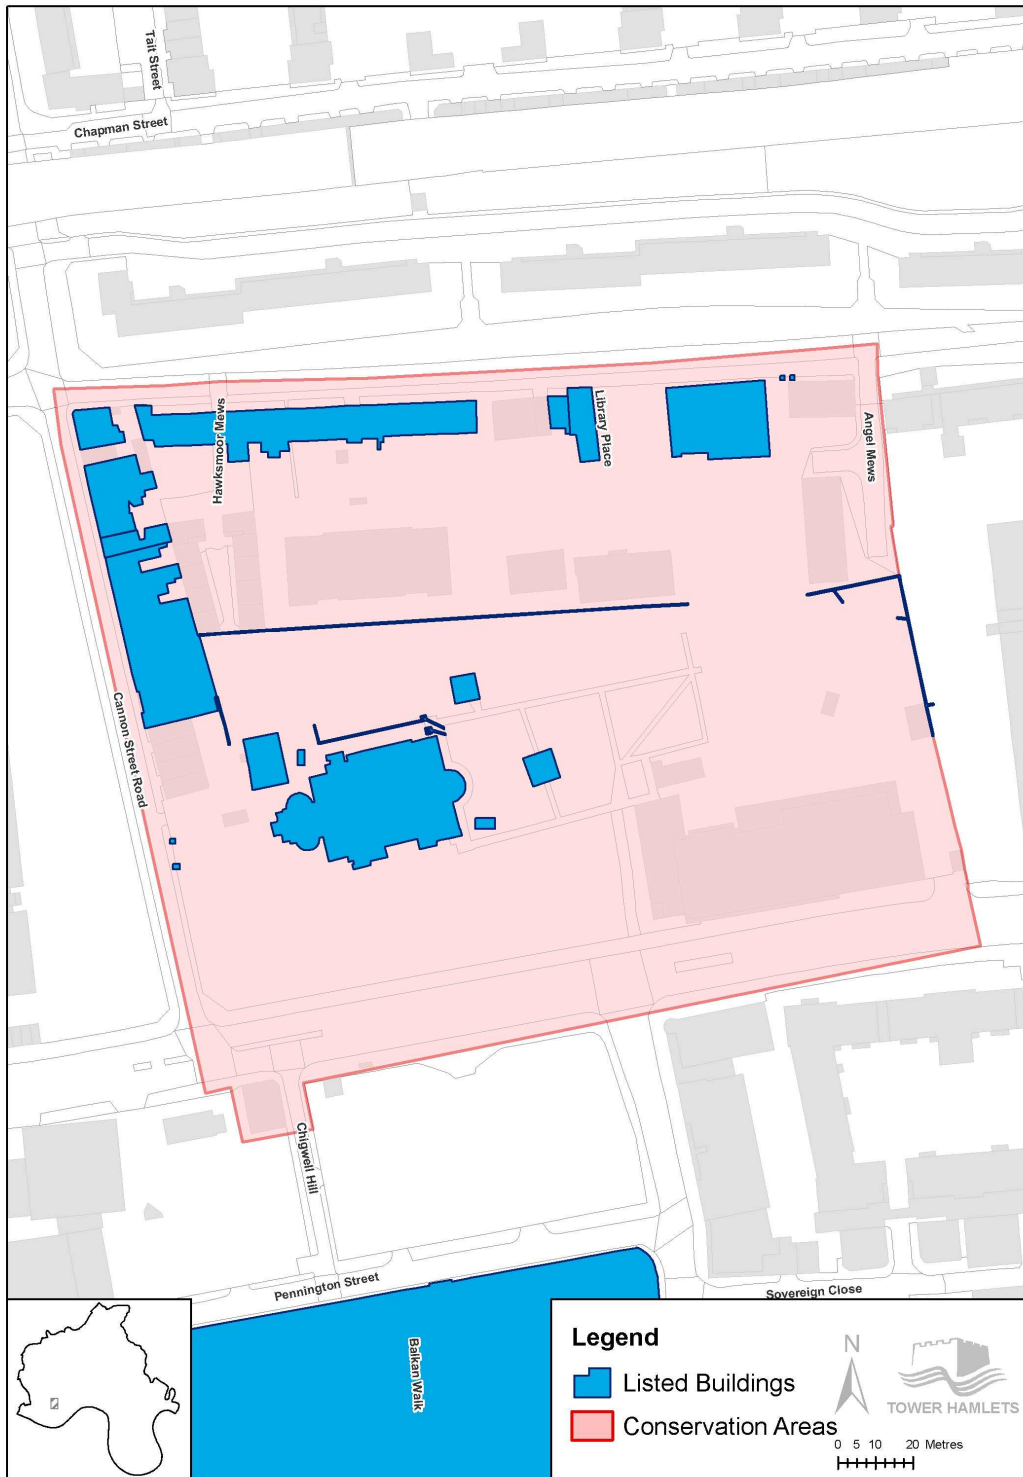 Tait Street
Chapman Street
Hawksmoor Mews
Library Place
Angel Mews
Cannon Street Road
Chigwell Hill
Pennington Street
Sovereign Close
Balkan Walk
Legend
Listed Buildings
Conservation Areas
N
TOWER HAMLETS
0 5 10 20 Metres